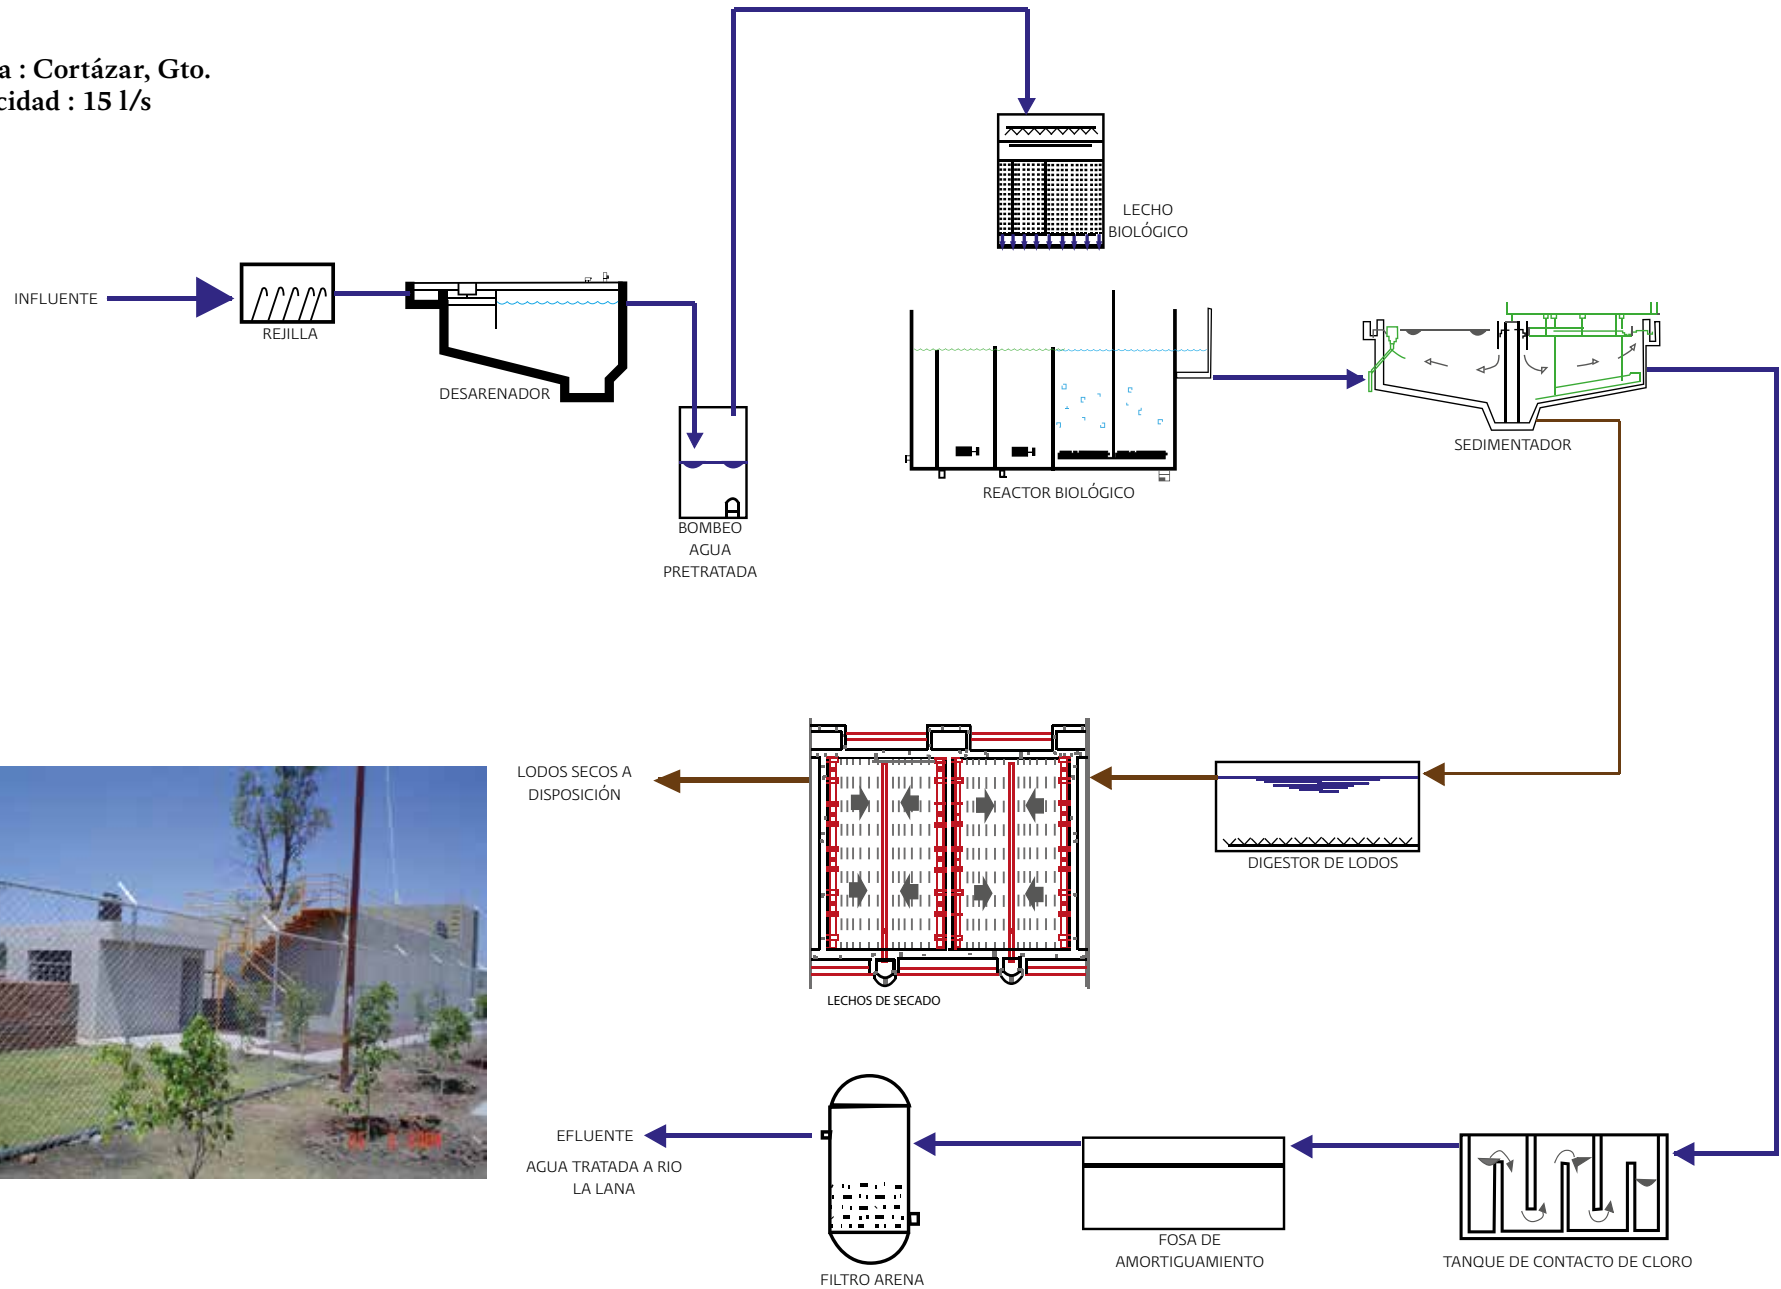 a : Cortázar, Gto.
cidad : 15 l/s
LECHO
BIOLÓGICO
INFLUENTE
REJILLA
DESARENADOR
SEDIMENTADOR
REACTOR BIOLÓGICO
BOMBEO
AGUA
PRETRATADA
LODOS SECOS A
DISPOSICIÓN
DIGESTOR DE LODOS
LECHOS DE SECADO
EFLUENTE
AGUA TRATADA A RIO
LA LANA
FOSA DE
AMORTIGUAMIENTO
TANQUE DE CONTACTO DE CLORO
FILTRO ARENA